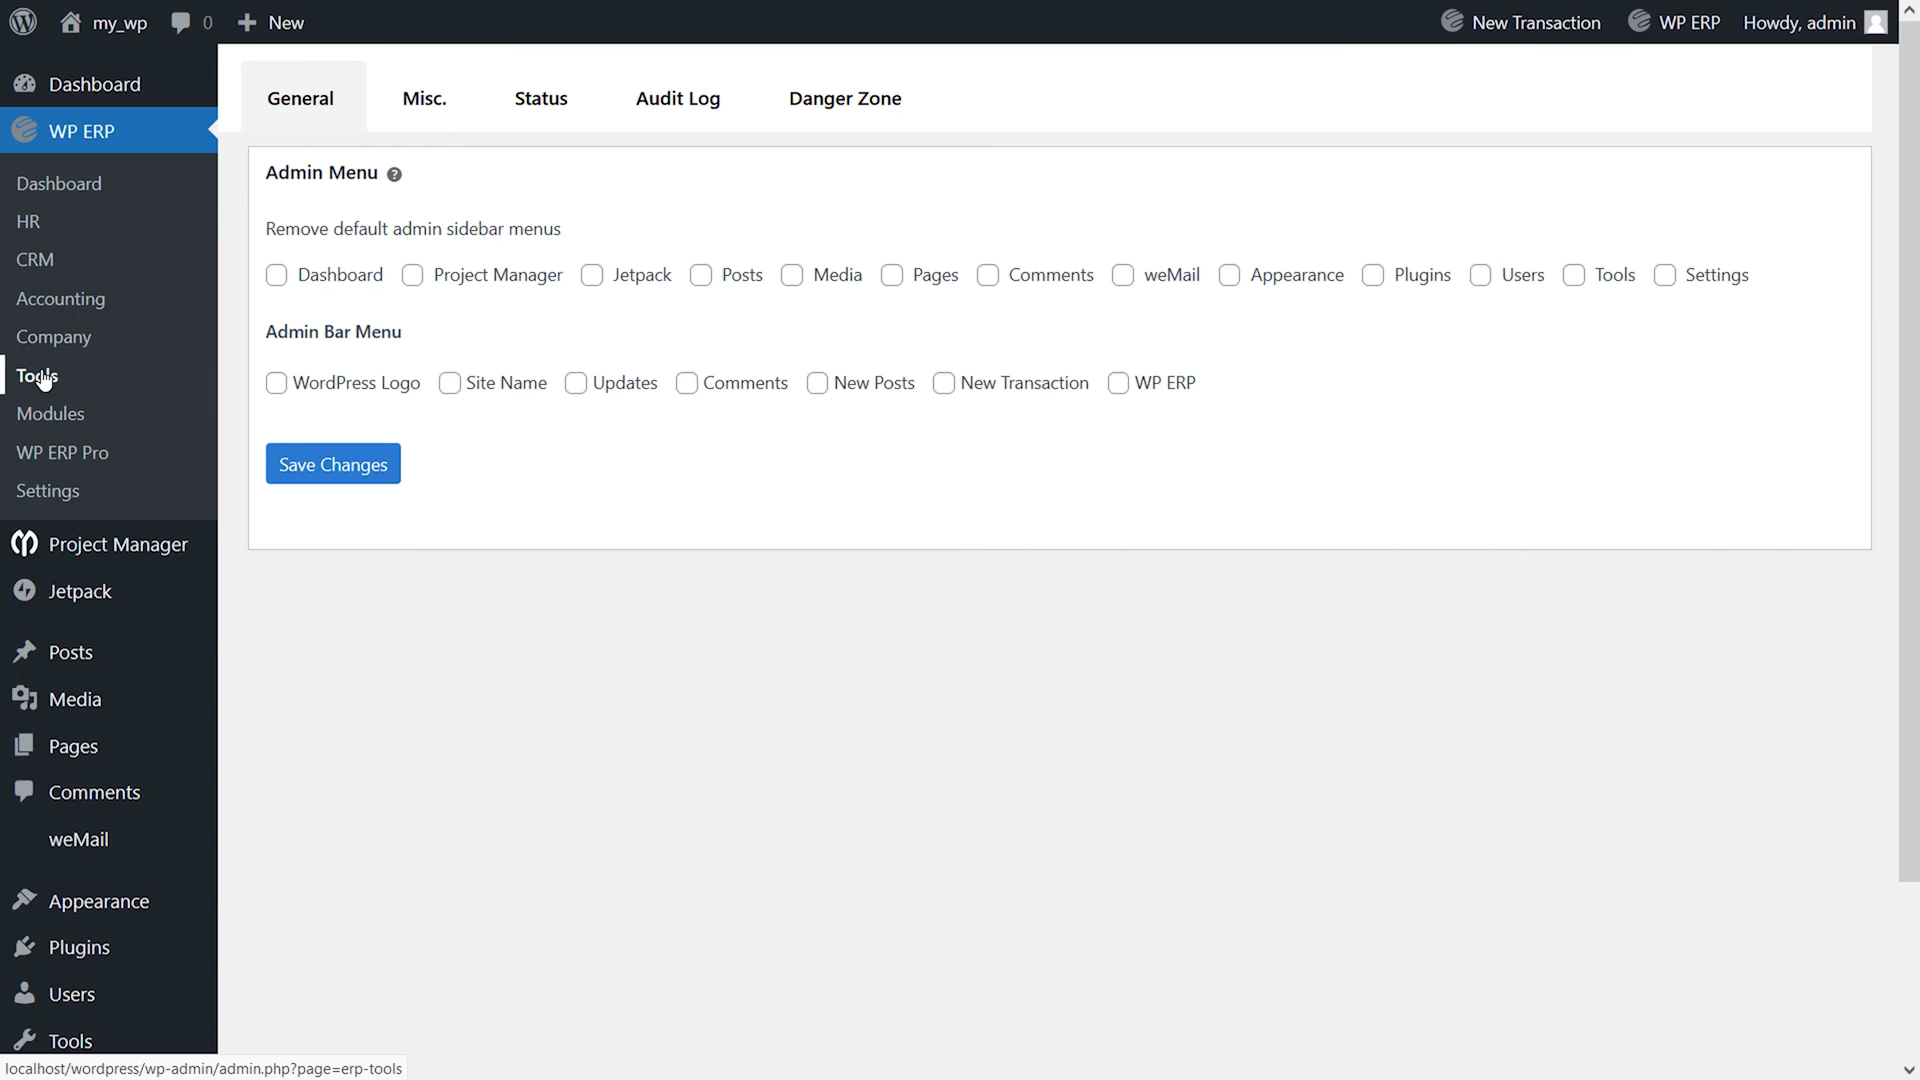 my_wp 0 New New Transaction WP ERP Howdy, admin
Dashboard
WP ERP
Dashboard
HR
CRM
Accounting
Company
Tools
Modules
WP ERP Pro
Settings
Project Manager
Jetpack
Posts
Media
Pages
Comments
weMail
Appearance
Plugins
Users
Tools
General Misc. Status Audit Log Danger Zone
Admin Menu ?
Remove default admin sidebar menus
Dashboard Project Manager Jetpack Posts Media Pages Comments weMail Appearance Plugins Users Tools Settings
Admin Bar Menu
WordPress Logo Site Name Updates Comments New Posts New Transaction WP ERP
Save Changes
localhost/wordpress/wp-admin/admin.php?page=erp-tools